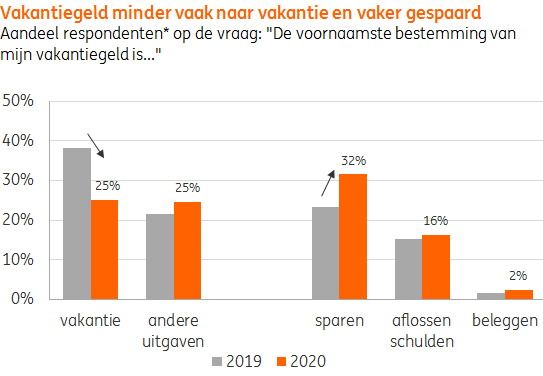 Vakantiegeld minder vaak naar vakantie en vaker gespaard
Aandeel respondenten* op de vraag: "De voornaamste bestemming van
mijn vakantiegeld is..."
50%
40%
30%
20%
10%
0%
25%
25%
32%
16%
2%
vakantie
andere
uitgaven
sparen
aflossen
schulden
beleggen
2019
2020